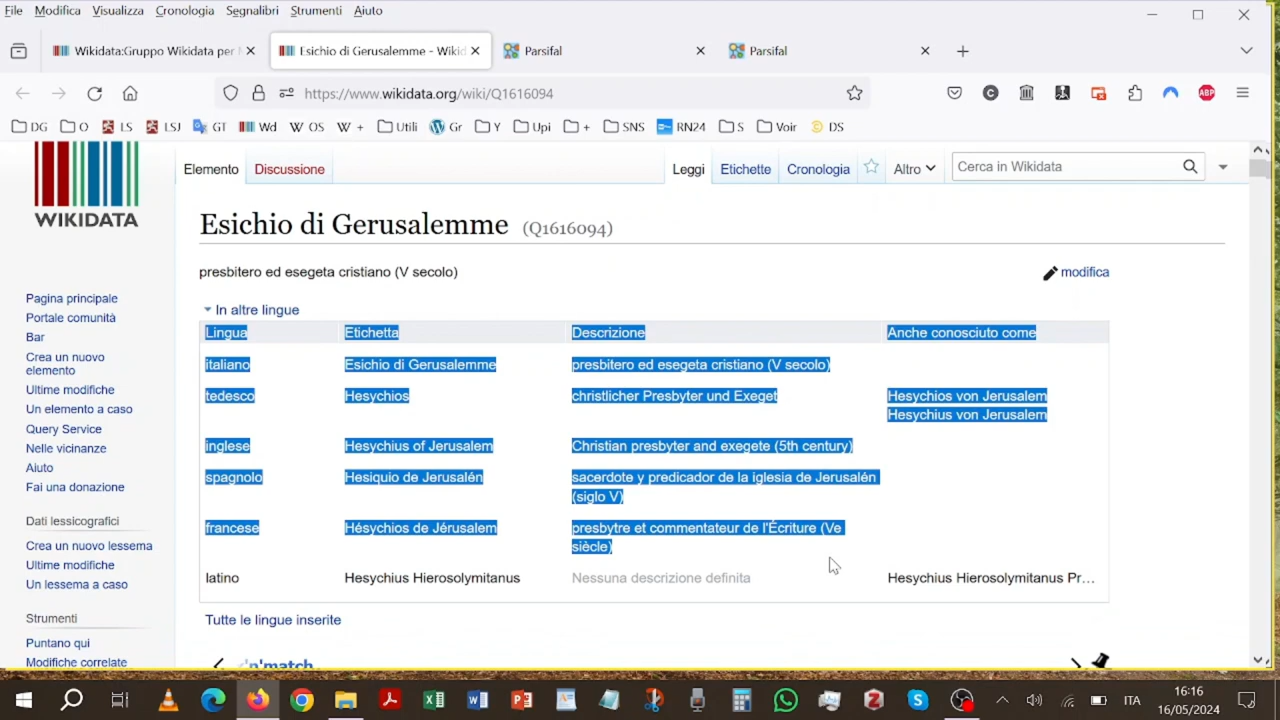 File Modifica Visualizza Cronologia Segnalibri Strumenti Aiuto
Wikidata:Gruppo Wikidata per Esichio di Gerusalemme - Wikid Parsifal Parsifal
https://www.wikidata.org/wiki/Q1616094 ABP
DG O LS LSJ GT Wd OS + Utili Gr Y Upi + SNS RN24 S Voir DS
Elemento Discussione Leggi Etichette Cronologia Altro Cerca in Wikidata
WIKIDATA
Esichio di Gerusalemme (Q1616094)
presbitero ed esegeta cristiano (V secolo) modifica
In altre lingue
Lingua Etichetta Descrizione Anche conosciuto come
italiano Esichio di Gerusalemme presbitero ed esegeta cristiano (V secolo)
tedesco Hesychios christlicher Presbyter und Exeget Hesychios von Jerusalem
Hesychius von Jerusalem
inglese Hesychius of Jerusalem Christian presbyter and exegete (5th century)
spagnolo Hesiquio de Jerusalén sacerdote y predicador de la iglesia de Jerusalén
(siglo V)
francese Hésychios de Jérusalem presbytre et commentateur de l'Écriture (Ve
siècle)
latino Hesychius Hierosolymitanus Nessuna descrizione definita Hesychius Hierosolymitanus Pr...
Tutte le lingue inserite
'n'match
Pagina principale
Portale comunità
Bar
Crea un nuovo
elemento
Ultime modifiche
Un elemento a caso
Query Service
Nelle vicinanze
Aiuto
Fai una donazione
Dati lessicografici
Crea un nuovo lessema
Ultime modifiche
Un lessema a caso
Strumenti
Puntano qui
Modifiche correlate
ITA 16:16
16/05/2024